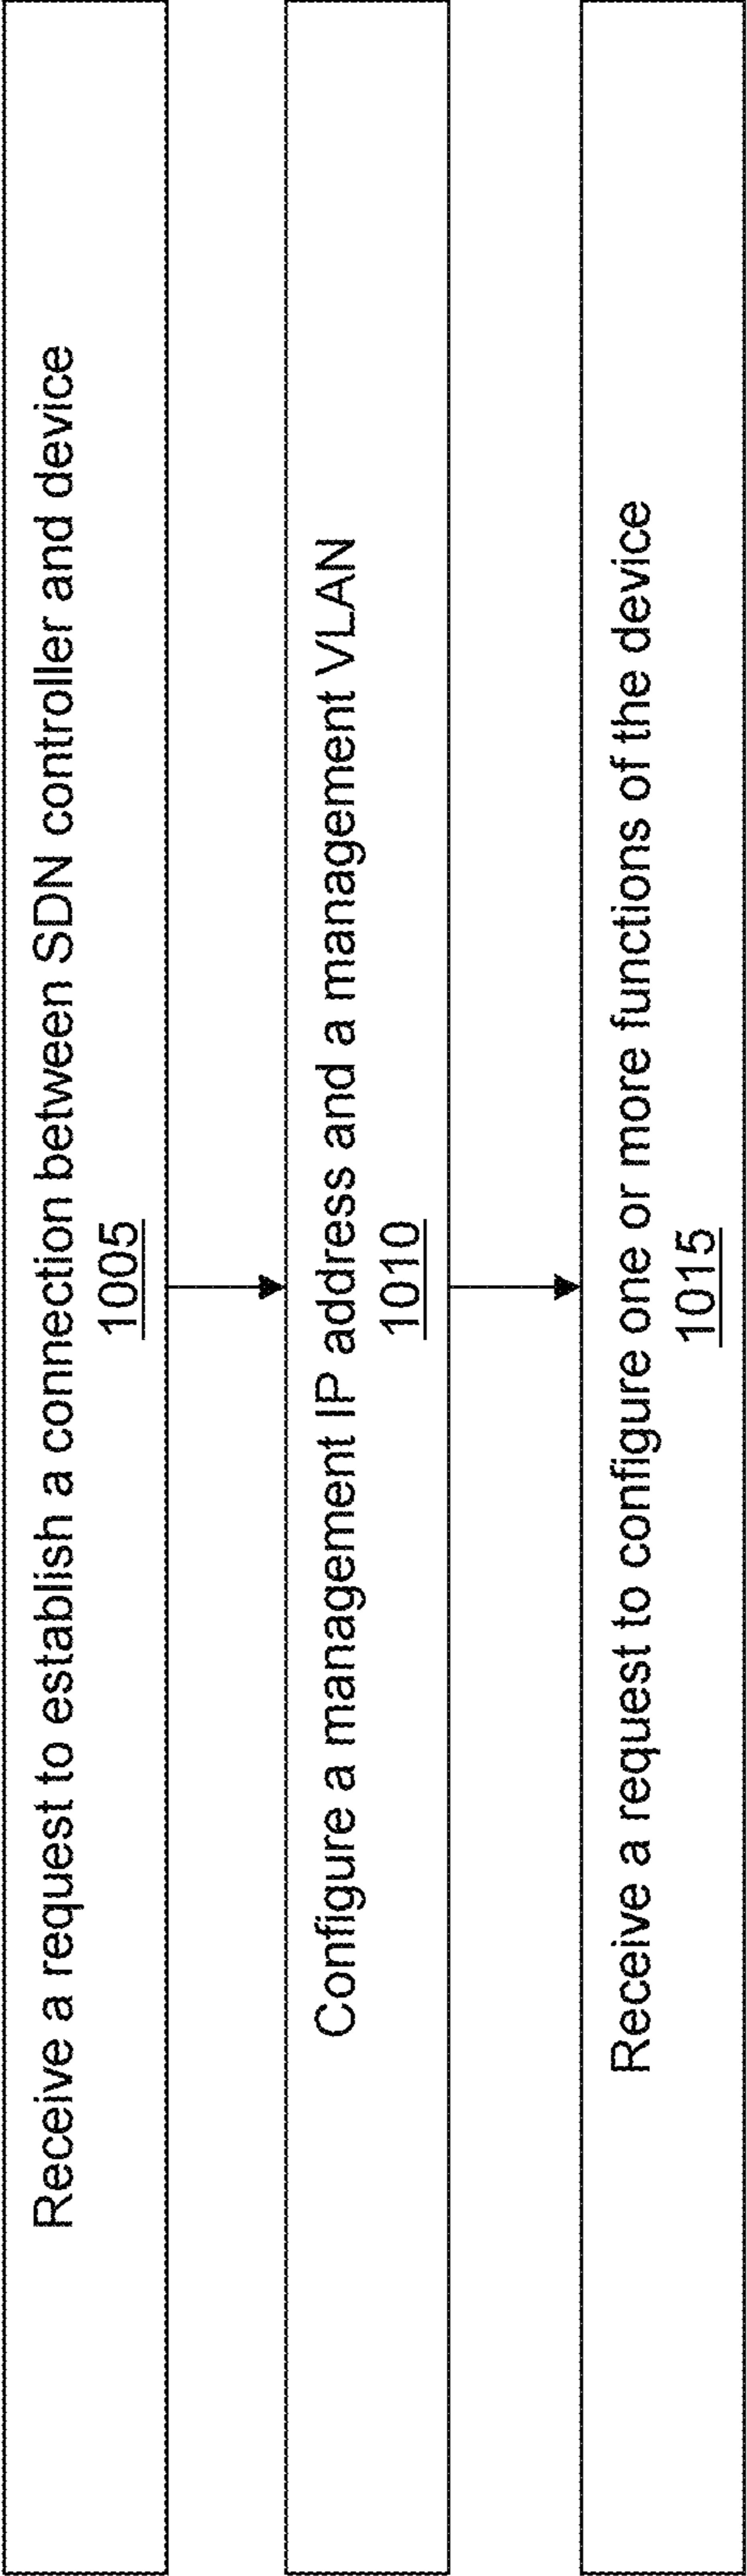 Receive a request to establish a connection between SDN controller and device
1005
Configure a management IP address and a management VLAN
1010
Receive a request to configure one or more functions of the device
1015